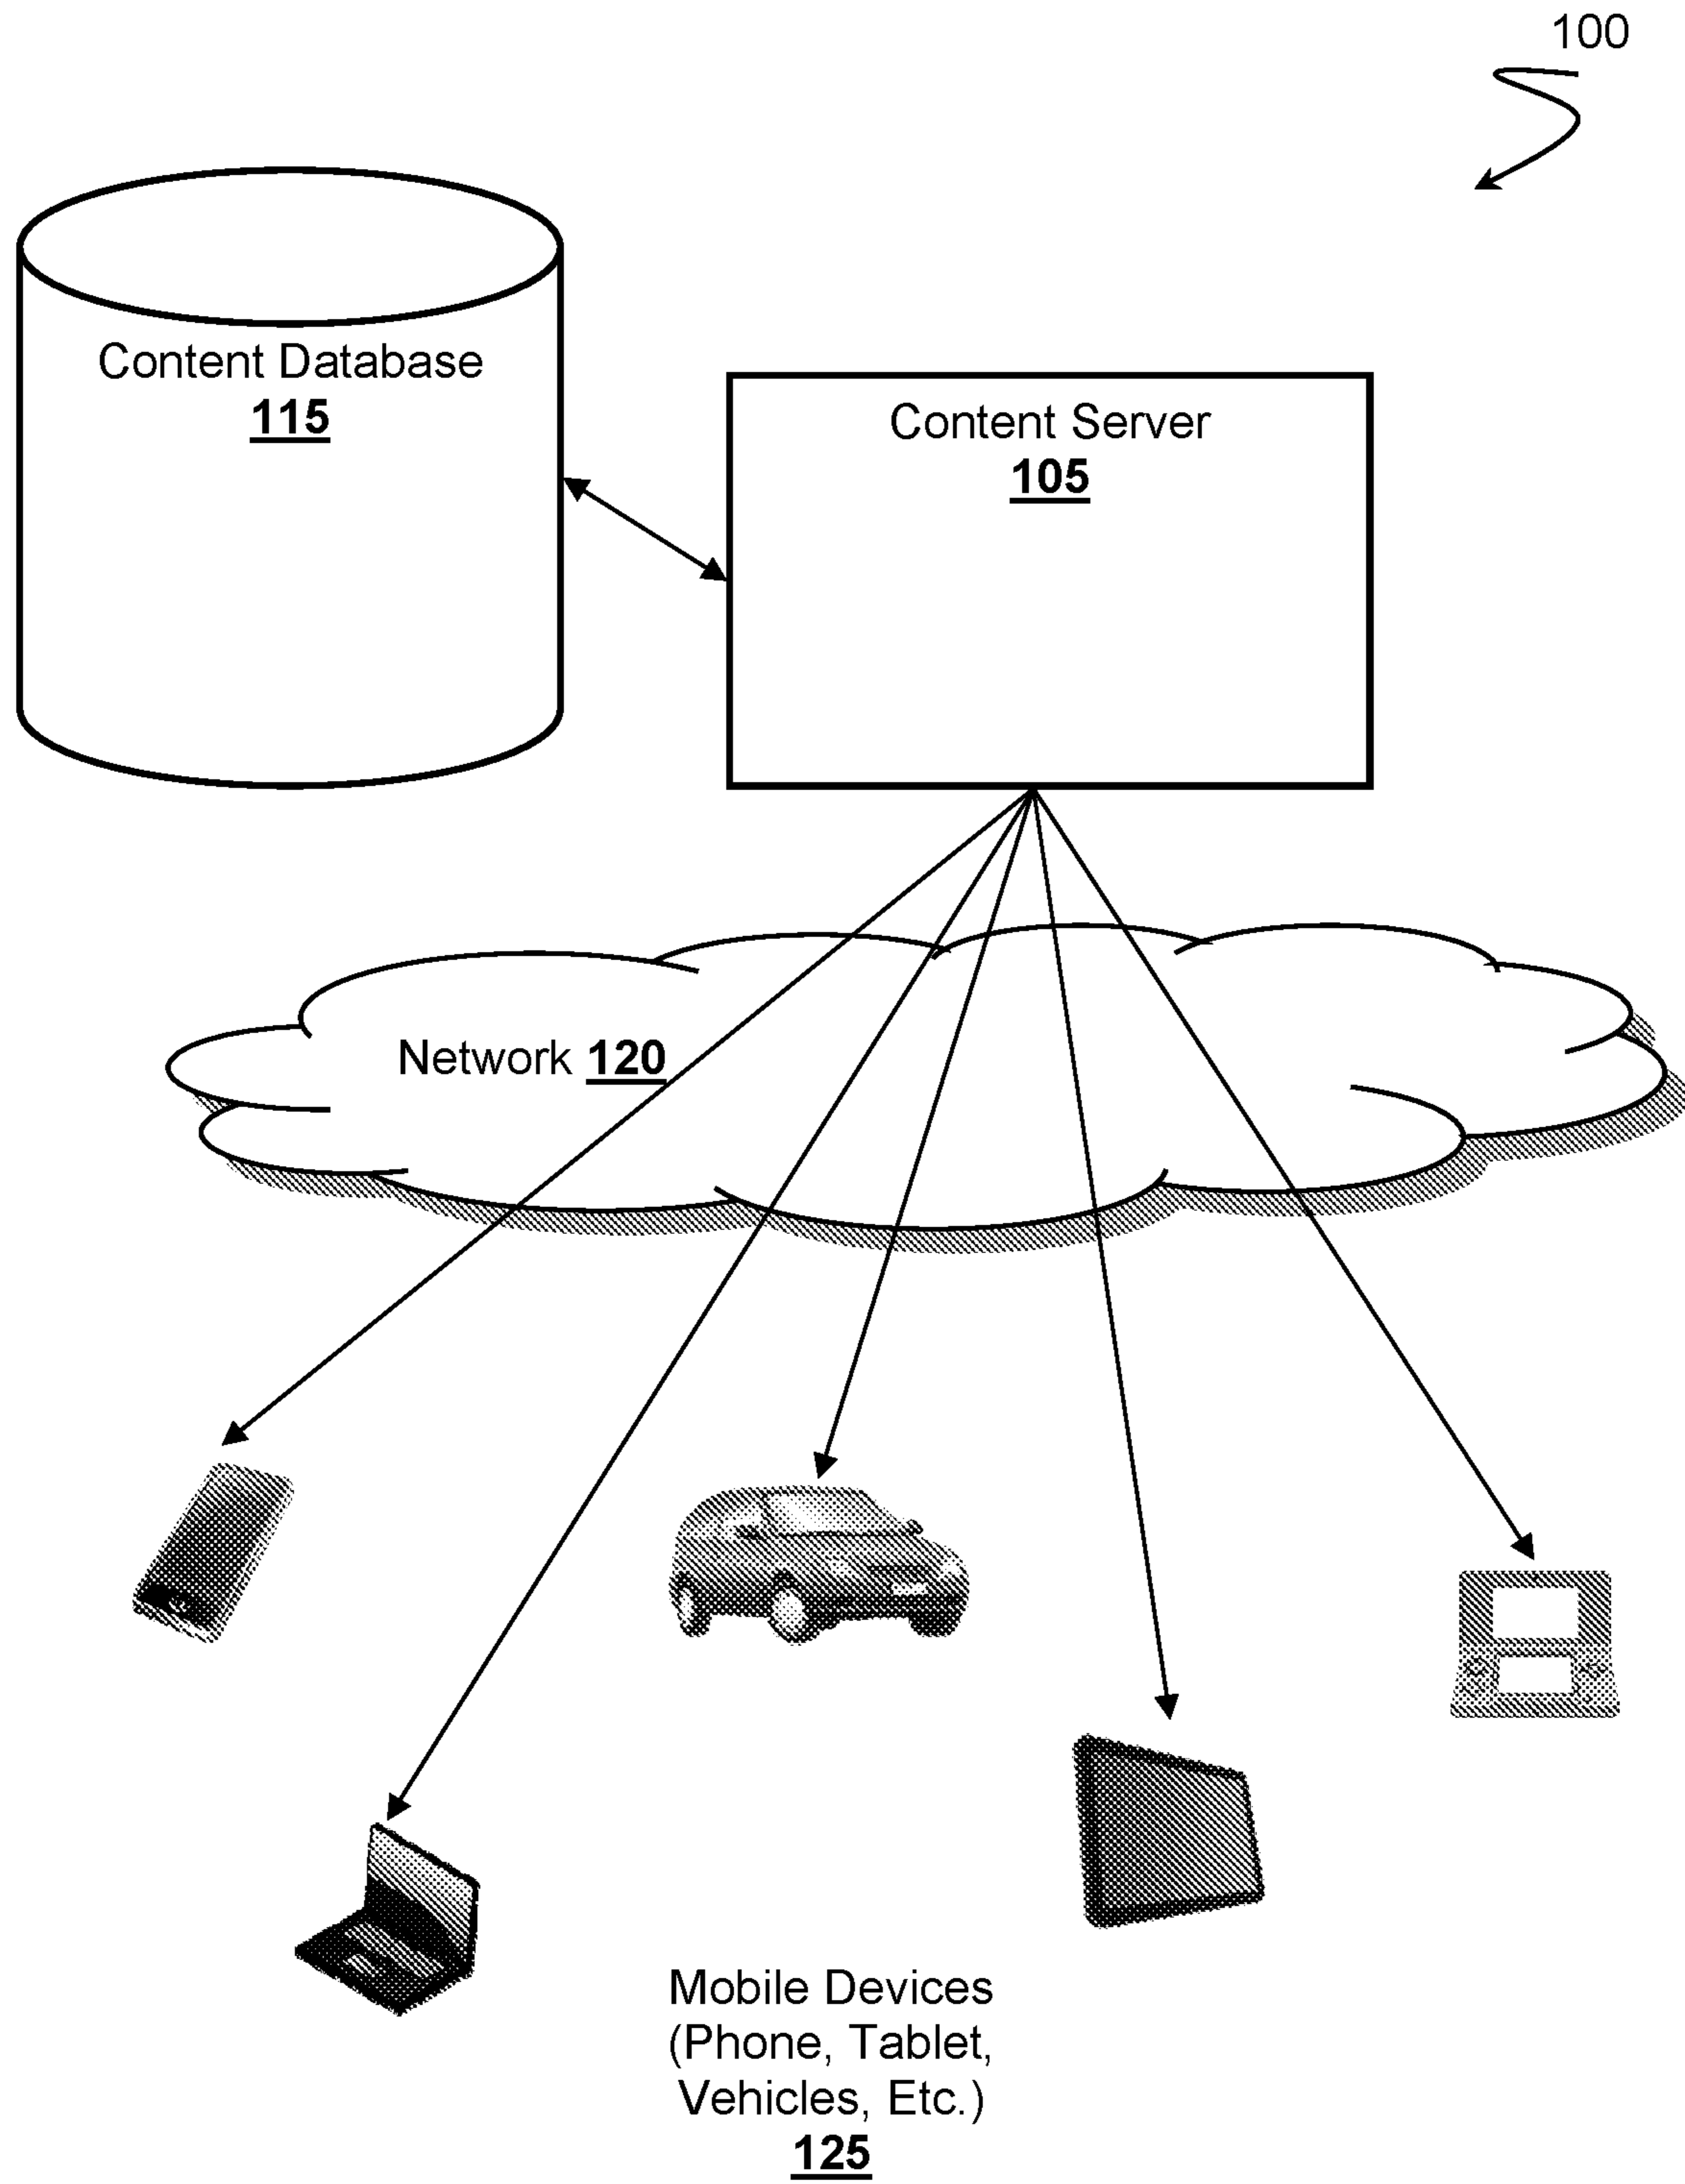 100
Content Database
115
Content Server
105
Network 120
Mobile Devices
(Phone, Tablet,
Vehicles, Etc.)
125